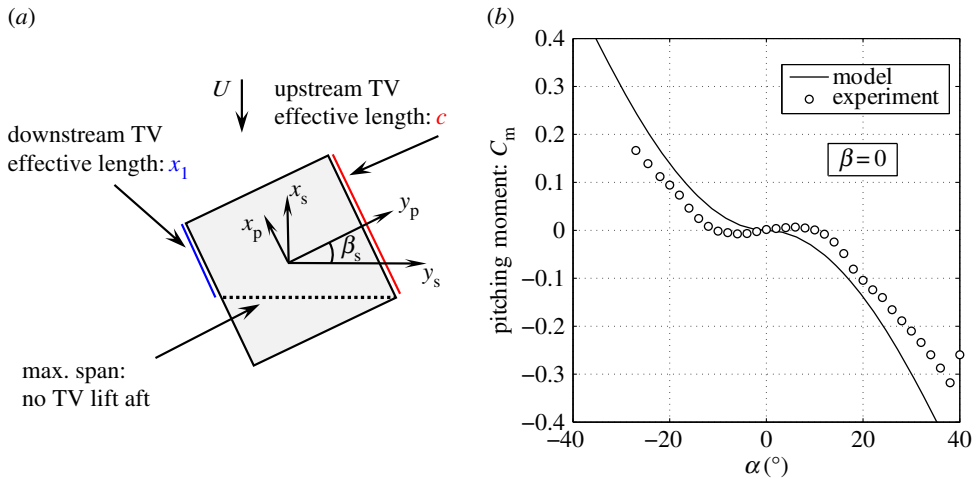 (a)
U
upstream TV
effective length: c
downstream TV
effective length: x₁
xₛ
xₚ
yₚ
βₛ
yₛ
max. span:
no TV lift aft
(b)
0.4
0.3
0.2
0.1
0
−0.1
−0.2
−0.3
−0.4
pitching moment: Cₘ
model
experiment
β = 0
−40 −20 0 20 40
α (°)